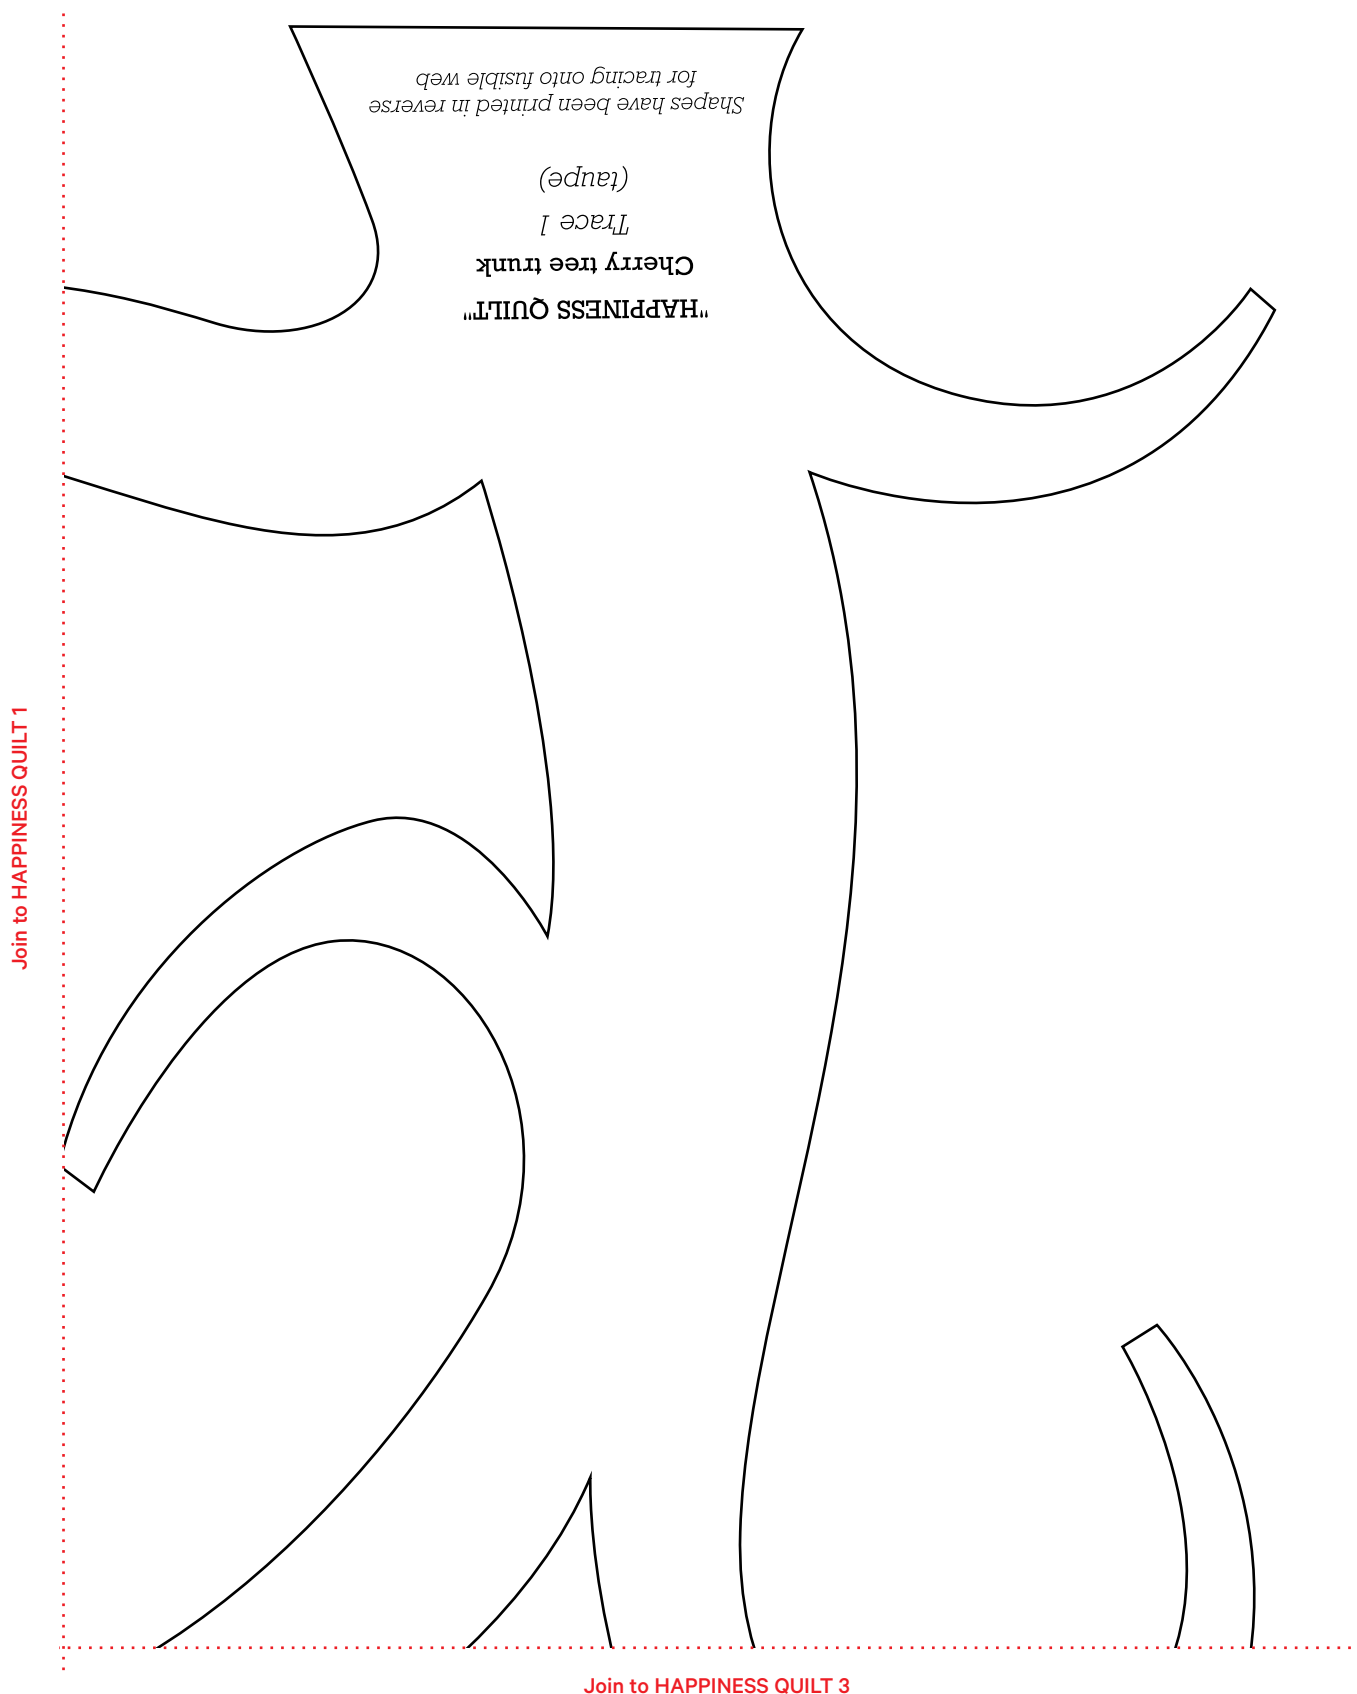 "HAPPINESS QUILT"
Cherry tree trunk
Trace 1
(taupe)
Shapes have been printed in reverse
for tracing onto fusible web
Join to HAPPINESS QUILT 1
Join to HAPPINESS QUILT 3